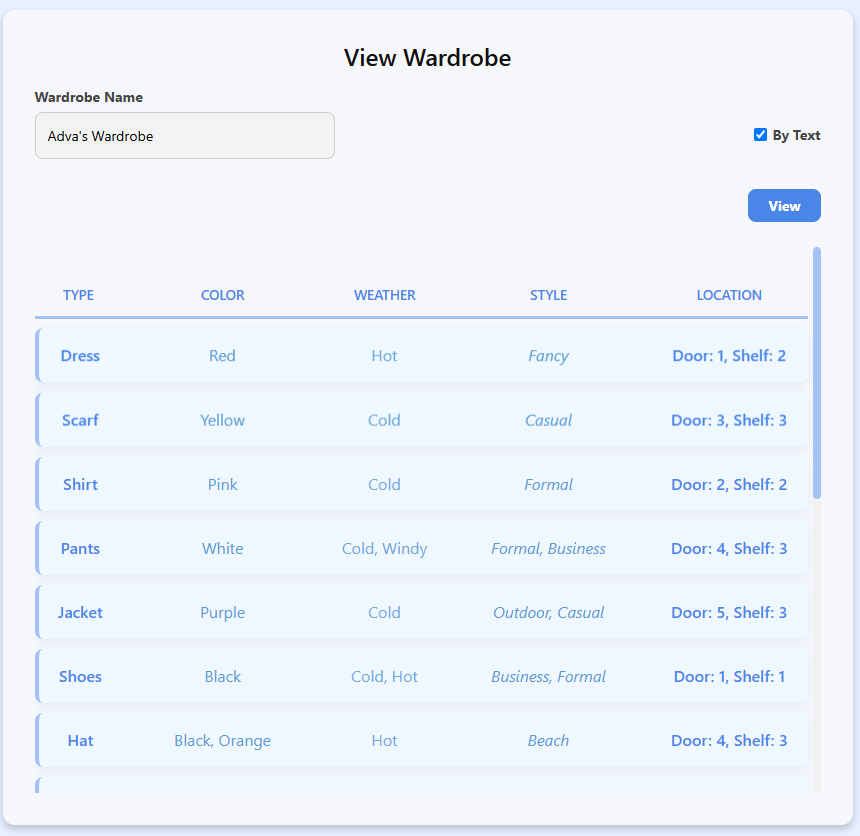 View Wardrobe
Wardrobe Name
Adva's Wardrobe
By Text
View
TYPE COLOR WEATHER STYLE LOCATION
Dress Red Hot Fancy Door: 1, Shelf: 2
Scarf Yellow Cold Casual Door: 3, Shelf: 3
Shirt Pink Cold Formal Door: 2, Shelf: 2
Pants White Cold, Windy Formal, Business Door: 4, Shelf: 3
Jacket Purple Cold Outdoor, Casual Door: 5, Shelf: 3
Shoes Black Cold, Hot Business, Formal Door: 1, Shelf: 1
Hat Black, Orange Hot Beach Door: 4, Shelf: 3